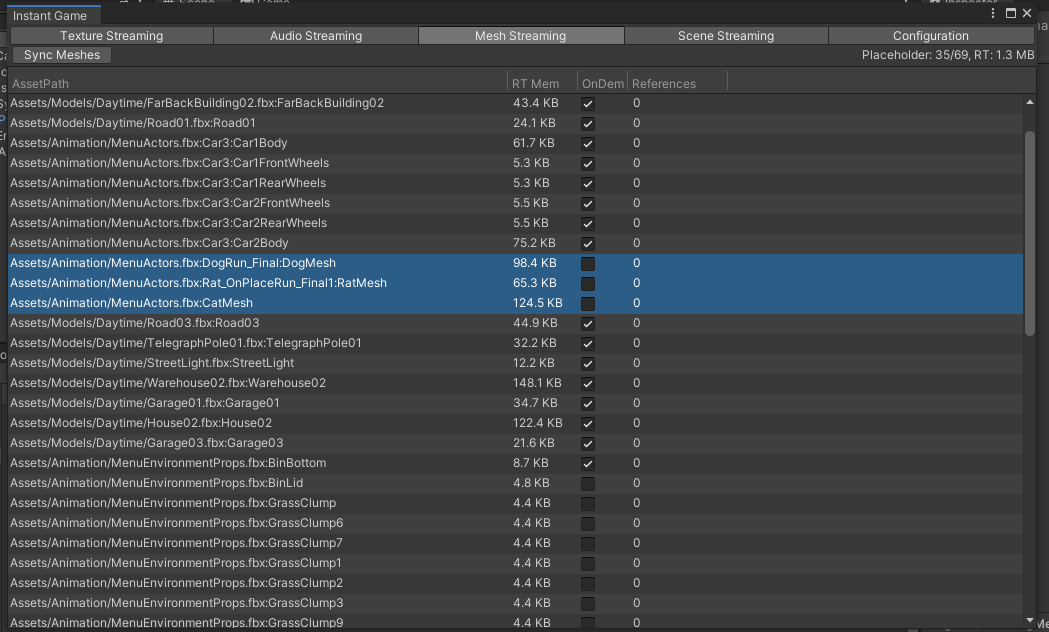 Instant Game
Texture Streaming Audio Streaming Mesh Streaming Scene Streaming Configuration
Sync Meshes Placeholder: 35/69, RT: 1.3 MB
AssetPath RT Mem OnDem References
Assets/Models/Daytime/FarBackBuilding02.fbx:FarBackBuilding02 43.4 KB 0
Assets/Models/Daytime/Road01.fbx:Road01 24.1 KB 0
Assets/Animation/MenuActors.fbx:Car3:Car1Body 61.7 KB 0
Assets/Animation/MenuActors.fbx:Car3:Car1FrontWheels 5.3 KB 0
Assets/Animation/MenuActors.fbx:Car3:Car1RearWheels 5.3 KB 0
Assets/Animation/MenuActors.fbx:Car3:Car2FrontWheels 5.5 KB 0
Assets/Animation/MenuActors.fbx:Car3:Car2RearWheels 5.5 KB 0
Assets/Animation/MenuActors.fbx:Car3:Car2Body 75.2 KB 0
Assets/Animation/MenuActors.fbx:DogRun_Final:DogMesh 98.4 KB 0
Assets/Animation/MenuActors.fbx:Rat_OnPlaceRun_Final1:RatMesh 65.3 KB 0
Assets/Animation/MenuActors.fbx:CatMesh 124.5 KB 0
Assets/Models/Daytime/Road03.fbx:Road03 44.9 KB 0
Assets/Models/Daytime/TelegraphPole01.fbx:TelegraphPole01 32.2 KB 0
Assets/Models/Daytime/StreetLight.fbx:StreetLight 12.2 KB 0
Assets/Models/Daytime/Warehouse02.fbx:Warehouse02 148.1 KB 0
Assets/Models/Daytime/Garage01.fbx:Garage01 34.7 KB 0
Assets/Models/Daytime/House02.fbx:House02 122.4 KB 0
Assets/Models/Daytime/Garage03.fbx:Garage03 21.6 KB 0
Assets/Animation/MenuEnvironmentProps.fbx:BinBottom 8.7 KB 0
Assets/Animation/MenuEnvironmentProps.fbx:BinLid 4.8 KB 0
Assets/Animation/MenuEnvironmentProps.fbx:GrassClump 4.4 KB 0
Assets/Animation/MenuEnvironmentProps.fbx:GrassClump6 4.4 KB 0
Assets/Animation/MenuEnvironmentProps.fbx:GrassClump7 4.4 KB 0
Assets/Animation/MenuEnvironmentProps.fbx:GrassClump1 4.4 KB 0
Assets/Animation/MenuEnvironmentProps.fbx:GrassClump2 4.4 KB 0
Assets/Animation/MenuEnvironmentProps.fbx:GrassClump3 4.4 KB 0
Assets/Animation/MenuEnvironmentProps.fbx:GrassClump9 4.4 KB 0